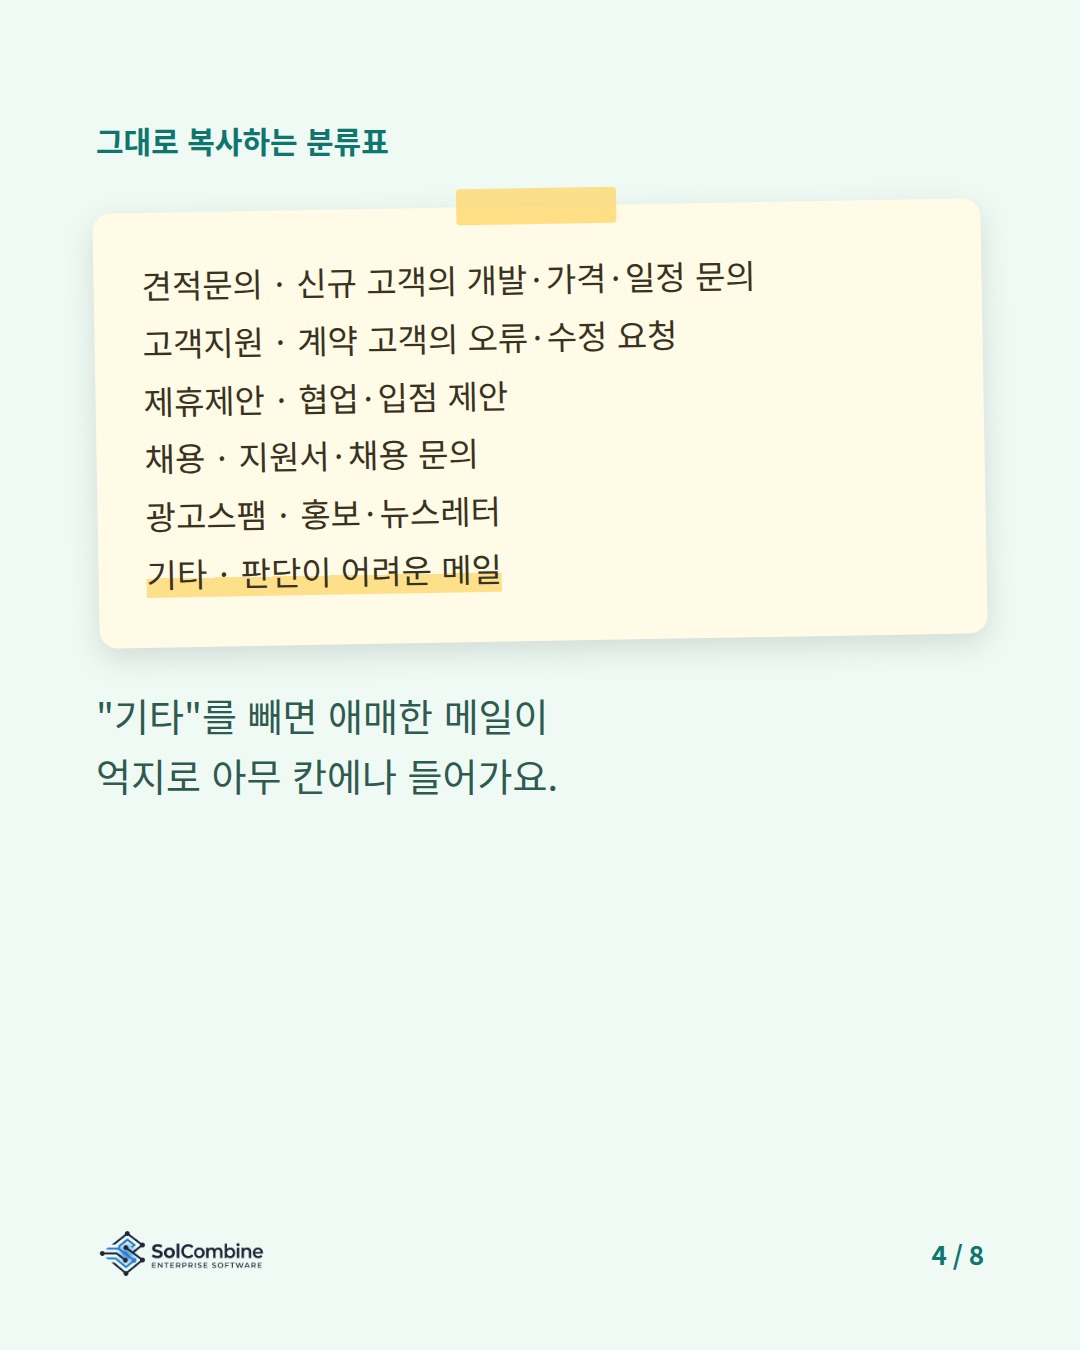 그대로 복사하는 분류표
견적문의 · 신규 고객의 개발·가격·일정 문의
고객지원 · 계약 고객의 오류·수정 요청
제휴제안 · 협업·입점 제안
채용 · 지원서·채용 문의
광고스팸 · 홍보·뉴스레터
기타 · 판단이 어려운 메일
"기타"를 빼면 애매한 메일이
억지로 아무 칸에나 들어가요.
SolCombine
ENTERPRISE SOFTWARE
4 / 8